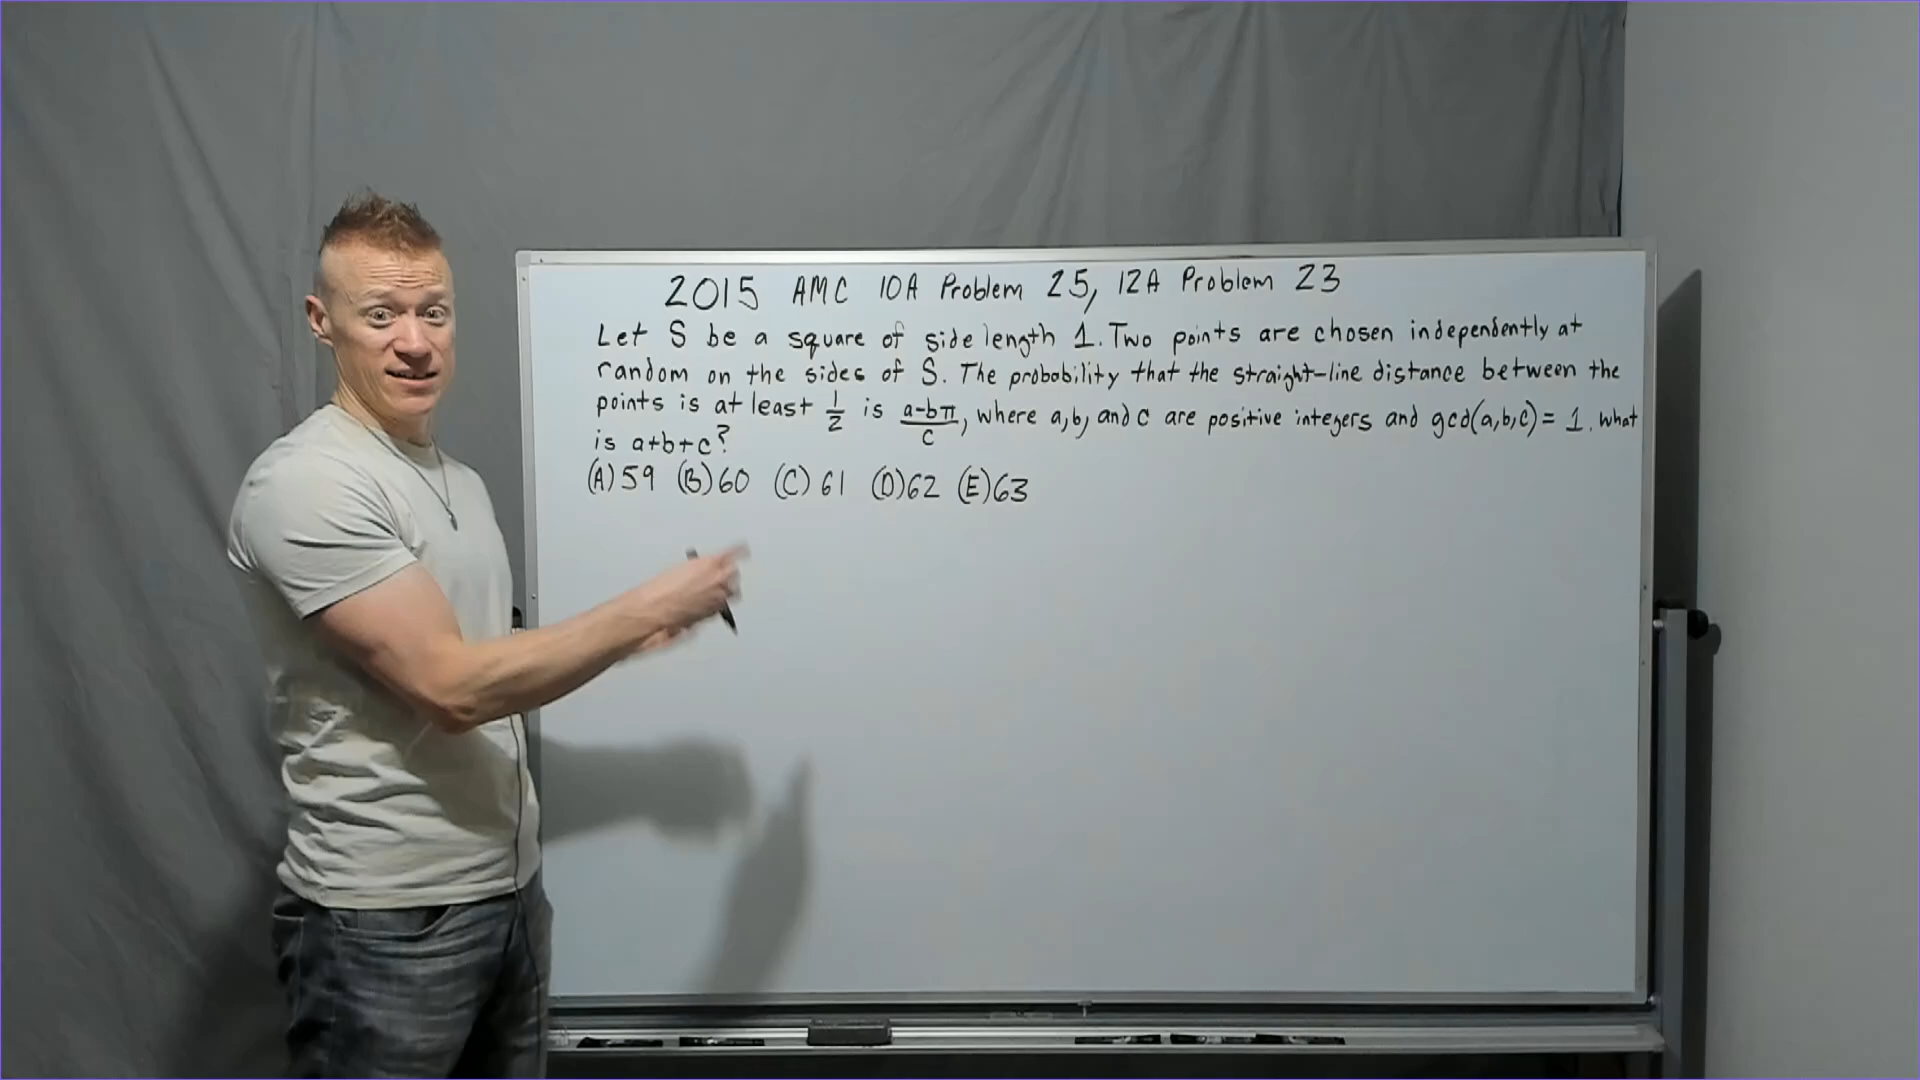 2015 AMC 10A Problem 25, 12A Problem 23
Let S be a square of side length 1. Two points are chosen independently at
random on the sides of S. The probability that the straight-line distance between the
points is at least 1/2 is (a-bπ)/c, where a, b, and c are positive integers and gcd(a,b,c) = 1. what
is a+b+c?
(A) 59 (B) 60 (C) 61 (D) 62 (E) 63